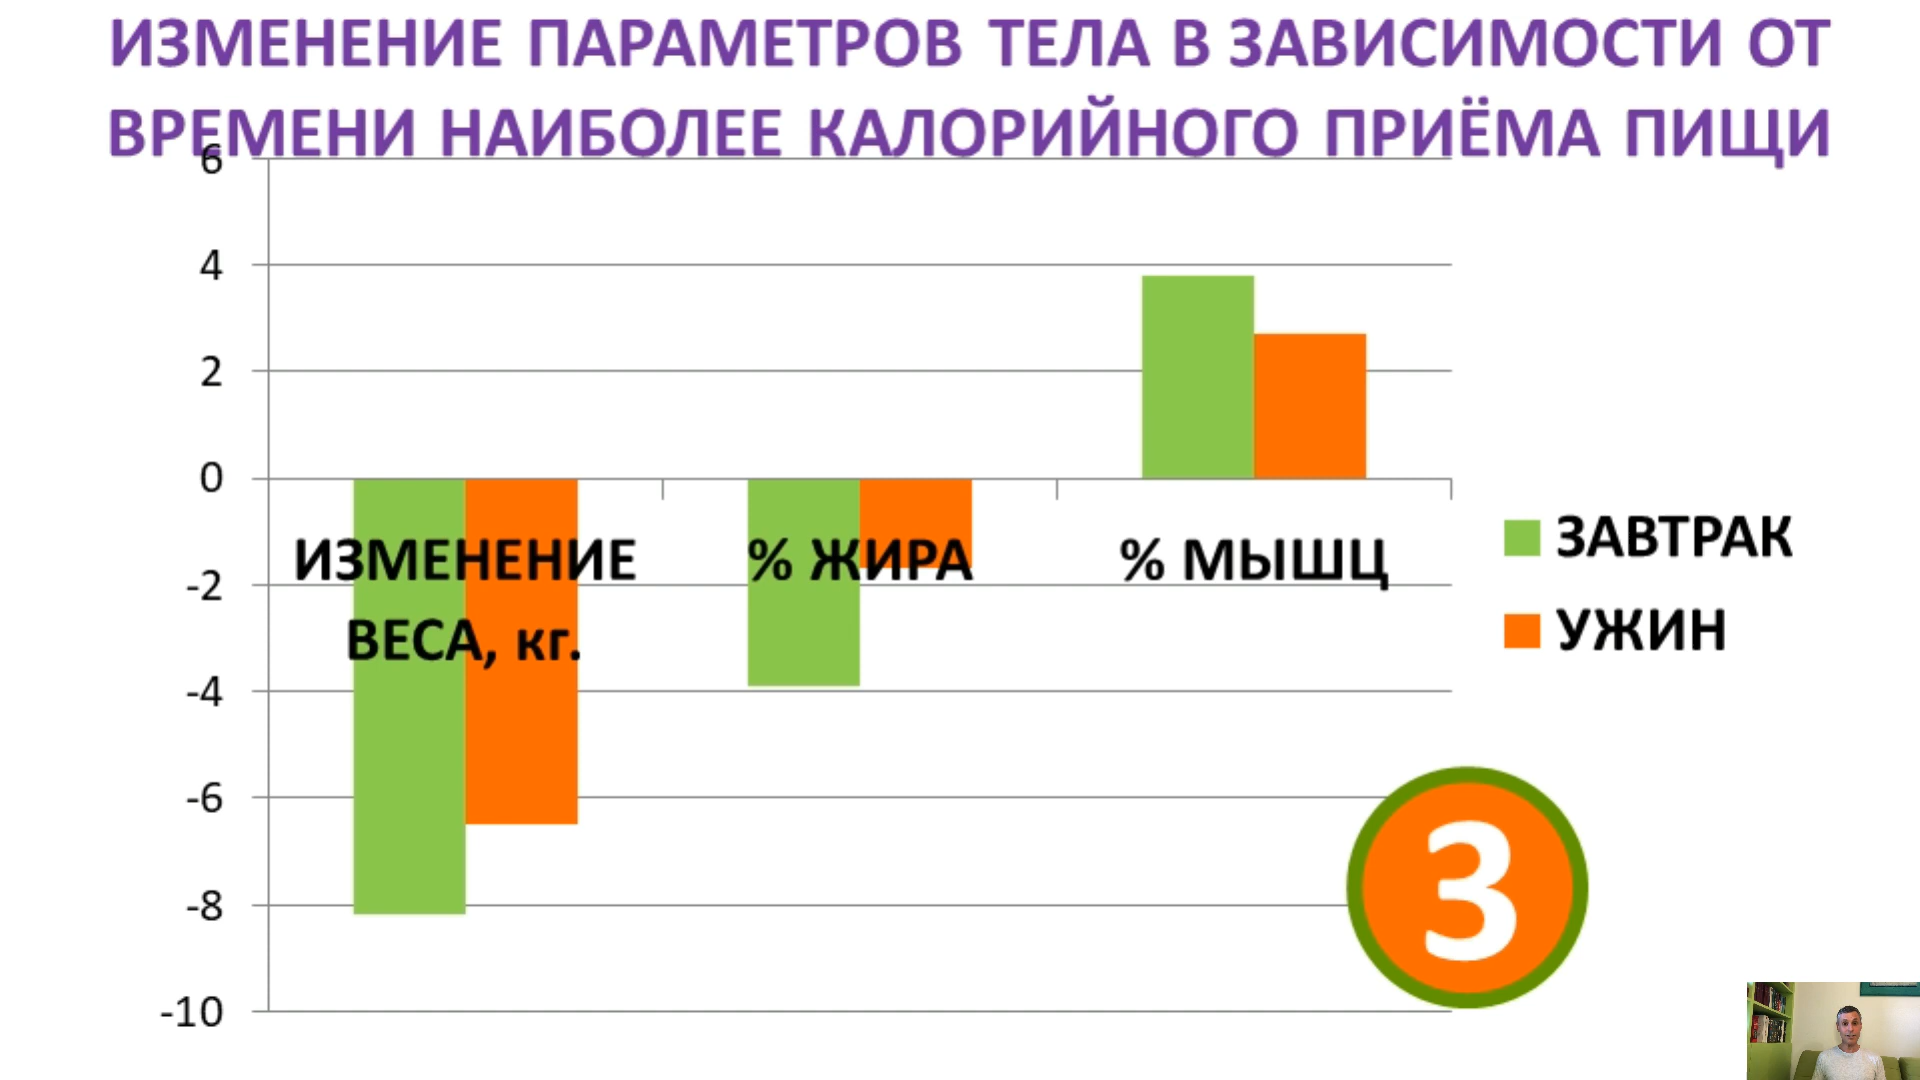 ИЗМЕНЕНИЕ ПАРАМЕТРОВ ТЕЛА В ЗАВИСИМОСТИ ОТ
ВРЕМЕНИ НАИБОЛЕЕ КАЛОРИЙНОГО ПРИЁМА ПИЩИ
6
4
2
0
-2
-4
-6
-8
-10
ИЗМЕНЕНИЕ
ВЕСА, кг.
% ЖИРА
% МЫШЦ
ЗАВТРАК
УЖИН
3